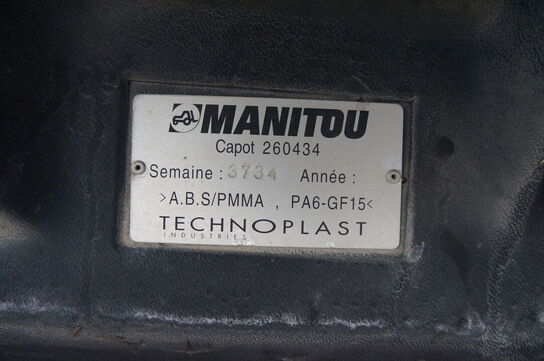 MANITOU
Capot 260434
Semaine : 3734 Année :
>A.B.S/PMMA , PA6-GF15<
TECHNOPLAST
INDUSTRIES